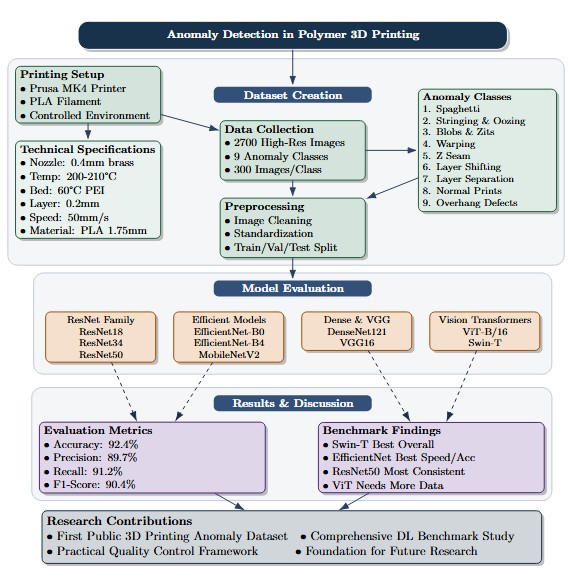 Anomaly Detection in Polymer 3D Printing
Dataset Creation
Printing Setup
• Prusa MK4 Printer
• PLA Filament
• Controlled Environment
Technical Specifications
• Nozzle: 0.4mm brass
• Temp: 200-210°C
• Bed: 60°C PEI
• Layer: 0.2mm
• Speed: 50mm/s
• Material: PLA 1.75mm
Data Collection
• 2700 High-Res Images
• 9 Anomaly Classes
• 300 Images/Class
Preprocessing
• Image Cleaning
• Standardization
• Train/Val/Test Split
Anomaly Classes
1. Spaghetti
2. Stringing & Oozing
3. Blobs & Zits
4. Warping
5. Z Seam
6. Layer Shifting
7. Layer Separation
8. Normal Prints
9. Overhang Defects
Model Evaluation
ResNet Family
ResNet18
ResNet34
ResNet50
Efficient Models
EfficientNet-B0
EfficientNet-B4
MobileNetV2
Dense & VGG
DenseNet121
VGG16
Vision Transformers
ViT-B/16
Swin-T
Results & Discussion
Evaluation Metrics
• Accuracy: 92.4%
• Precision: 89.7%
• Recall: 91.2%
• F1-Score: 90.4%
Benchmark Findings
• Swin-T Best Overall
• EfficientNet Best Speed/Acc
• ResNet50 Most Consistent
• ViT Needs More Data
Research Contributions
• First Public 3D Printing Anomaly Dataset • Comprehensive DL Benchmark Study
• Practical Quality Control Framework • Foundation for Future Research